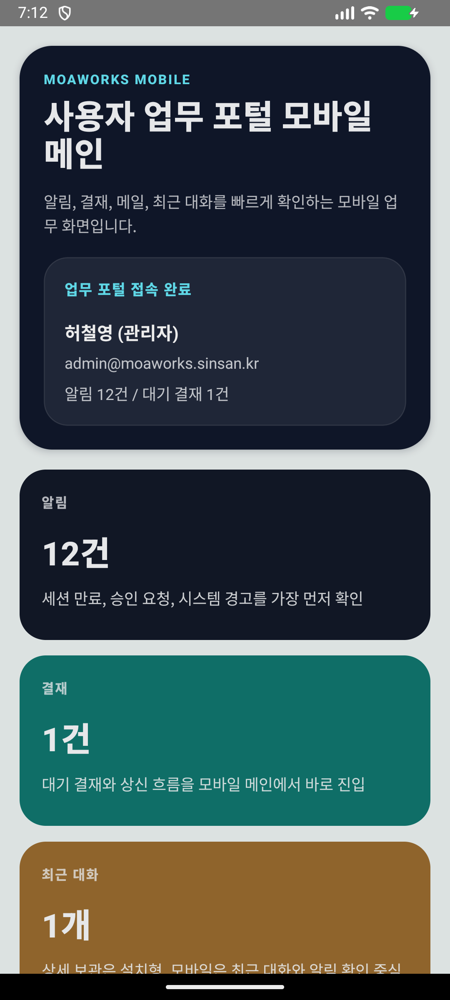 7:12
MOAWORKS MOBILE
사용자 업무 포털 모바일
메인
알림, 결재, 메일, 최근 대화를 빠르게 확인하는 모바일 업
무 화면입니다.
업무 포털 접속 완료
허철영 (관리자)
admin@moaworks.sinsan.kr
알림 12건 / 대기 결재 1건
알림
12건
세션 만료, 승인 요청, 시스템 경고를 가장 먼저 확인
결재
1건
대기 결재와 상신 흐름을 모바일 메인에서 바로 진입
최근 대화
1개
상세 보관은 설치형, 모바일은 최근 대화와 알림 확인 중심